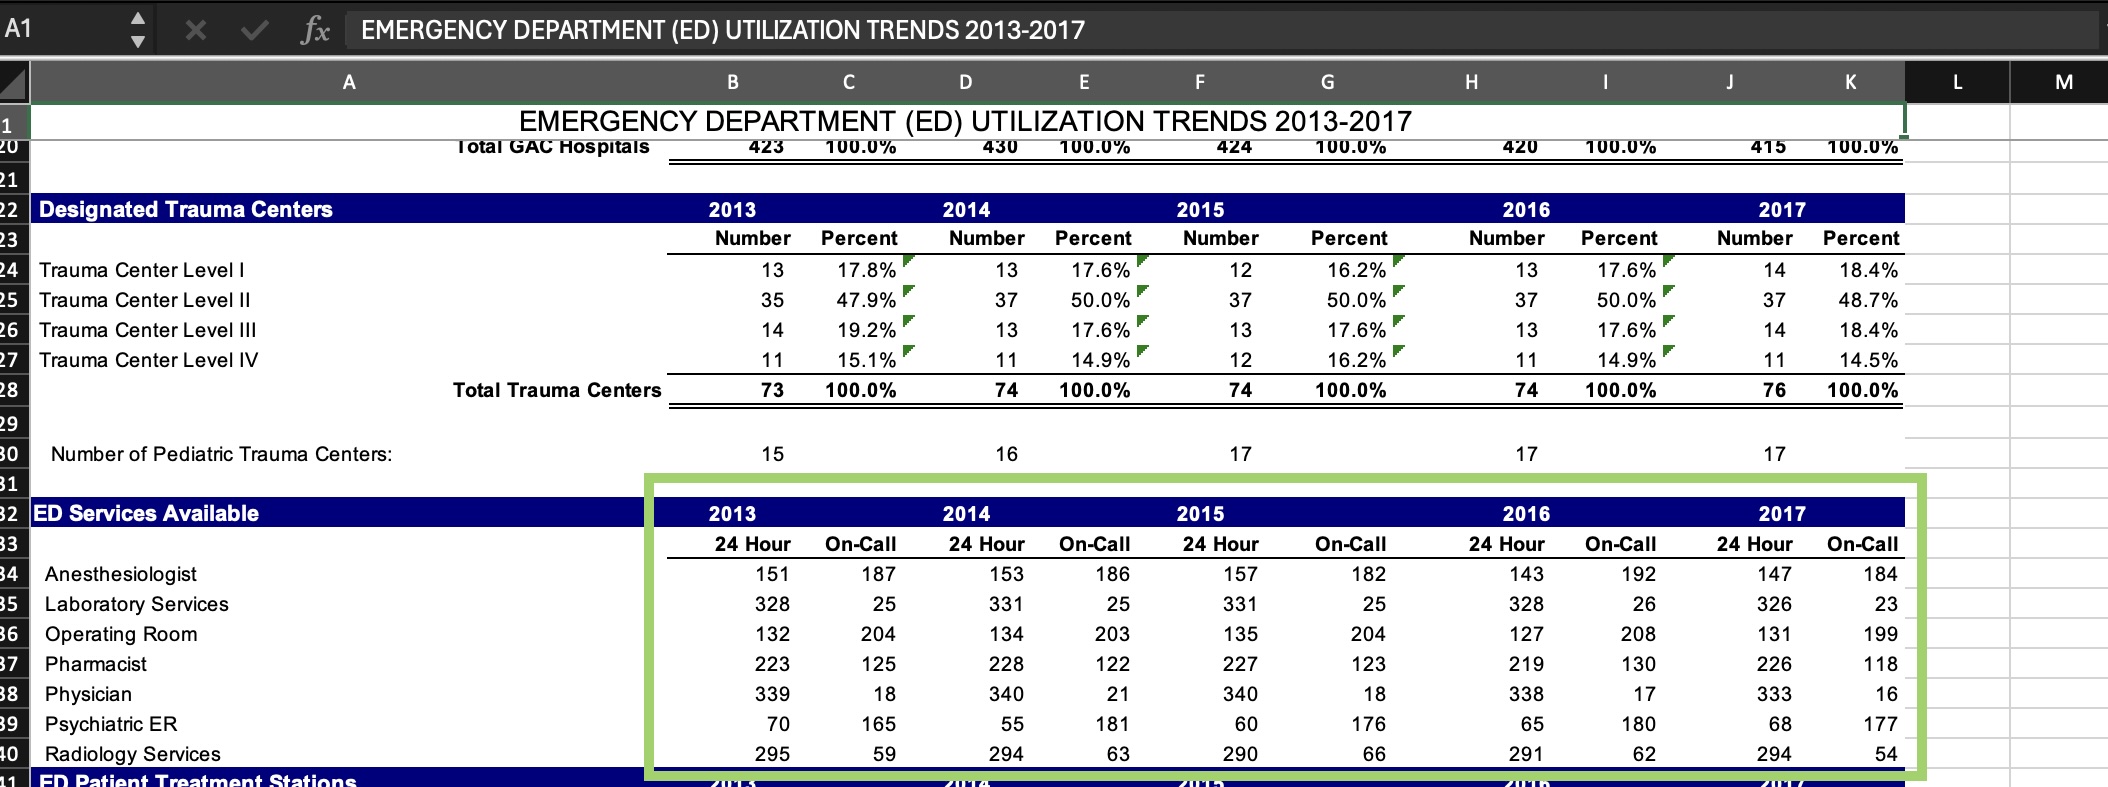 A1 fx EMERGENCY DEPARTMENT (ED) UTILIZATION TRENDS 2013-2017
A B C D E F G H I J K L M
1 EMERGENCY DEPARTMENT (ED) UTILIZATION TRENDS 2013-2017
20 Total GAC Hospitals 423 100.0% 430 100.0% 424 100.0% 420 100.0% 415 100.0%
21
22 Designated Trauma Centers 2013 2014 2015 2016 2017
23 Number Percent Number Percent Number Percent Number Percent Number Percent
24 Trauma Center Level I 13 17.8% 13 17.6% 12 16.2% 13 17.6% 14 18.4%
25 Trauma Center Level II 35 47.9% 37 50.0% 37 50.0% 37 50.0% 37 48.7%
26 Trauma Center Level III 14 19.2% 13 17.6% 13 17.6% 13 17.6% 14 18.4%
27 Trauma Center Level IV 11 15.1% 11 14.9% 12 16.2% 11 14.9% 11 14.5%
28 Total Trauma Centers 73 100.0% 74 100.0% 74 100.0% 74 100.0% 76 100.0%
29
30 Number of Pediatric Trauma Centers: 15 16 17 17 17
31
32 ED Services Available 2013 2014 2015 2016 2017
33 24 Hour On-Call 24 Hour On-Call 24 Hour On-Call 24 Hour On-Call 24 Hour On-Call
34 Anesthesiologist 151 187 153 186 157 182 143 192 147 184
35 Laboratory Services 328 25 331 25 331 25 328 26 326 23
36 Operating Room 132 204 134 203 135 204 127 208 131 199
37 Pharmacist 223 125 228 122 227 123 219 130 226 118
38 Physician 339 18 340 21 340 18 338 17 333 16
39 Psychiatric ER 70 165 55 181 60 176 65 180 68 177
40 Radiology Services 295 59 294 63 290 66 291 62 294 54
41 ED Patient Treatment Stations 2013 2014 2015 2016 2017